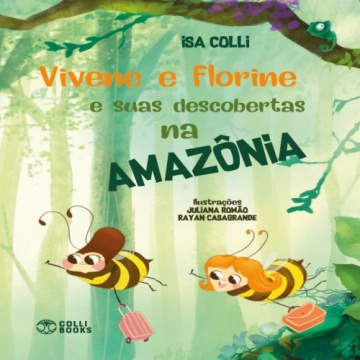 isa COLLi
Vivene e Florine
e suas descobertas
na
AMAZÔNiA
Ilustrações
JULIANA ROMÃO
RAYAN CASAGRANDE
COLLI
BOOKS